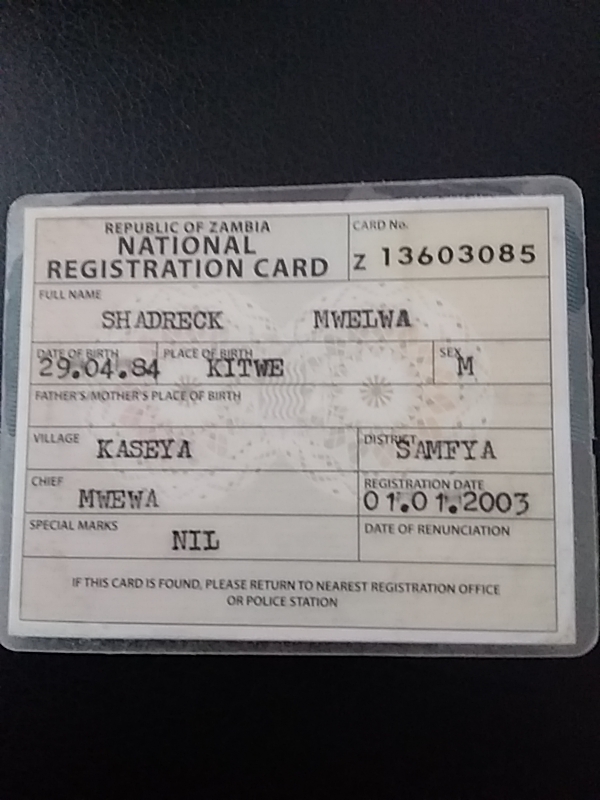 REPUBLIC OF ZAMBIA
NATIONAL
REGISTRATION CARD
CARD No.
Z 13603085
FULL NAME
SHADRECK MWELWA
DATE OF BIRTH PLACE OF BIRTH SEX
29.04.84 KITWE M
FATHER'S/MOTHER'S PLACE OF BIRTH
VILLAGE KASEYA
DISTRICT SAMFYA
CHIEF MWEWA
REGISTRATION DATE
01.01.2003
SPECIAL MARKS NIL
DATE OF RENUNCIATION
IF THIS CARD IS FOUND, PLEASE RETURN TO NEAREST REGISTRATION OFFICE
OR POLICE STATION